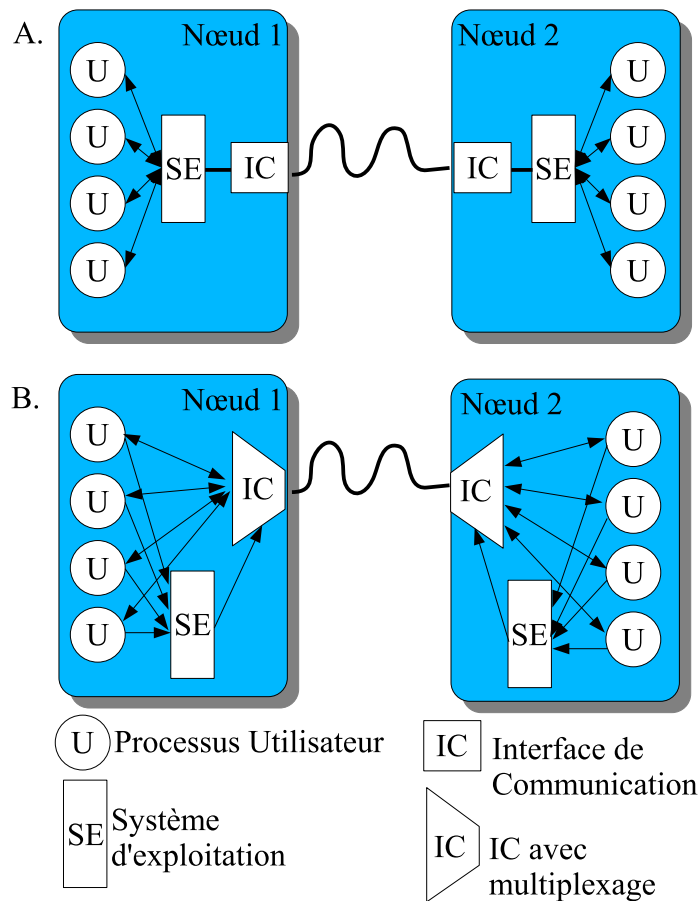 A.
Nœud 1
Nœud 2
U
U
U
U
SE
IC
IC
SE
U
U
U
U
B.
Nœud 1
Nœud 2
U
U
U
U
IC
SE
IC
SE
U
U
U
U
U Processus Utilisateur
IC Interface de
Communication
SE Système
d'exploitation
IC IC avec
multiplexage